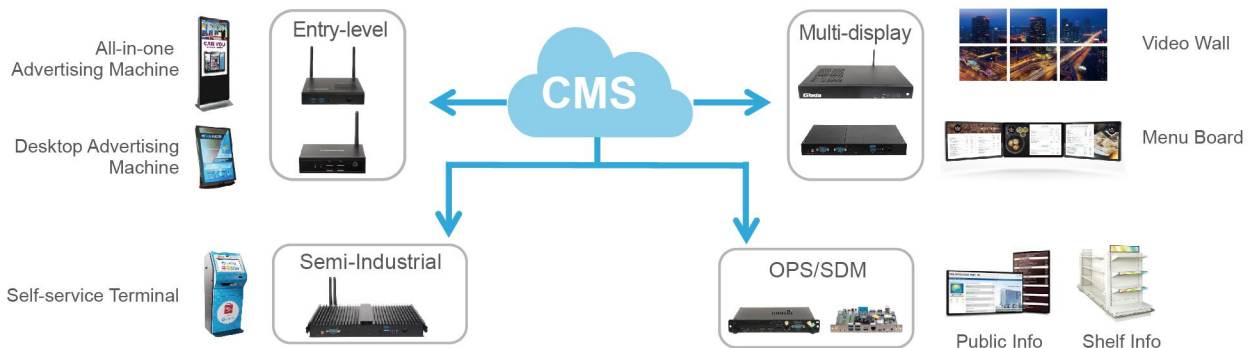 All-in-one
Advertising Machine
Entry-level
CMS
Multi-display
Video Wall
Desktop Advertising
Machine
Menu Board
Self-service Terminal
Semi-Industrial
OPS/SDM
Public Info
Shelf Info